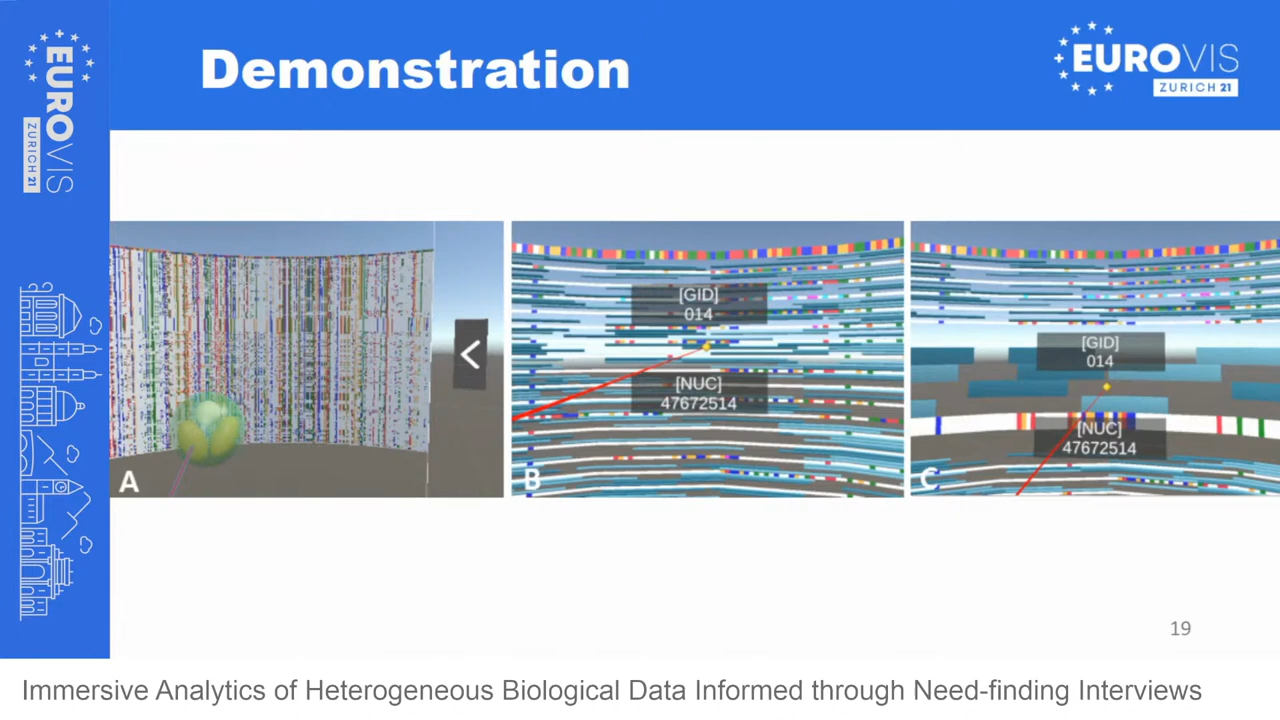 Demonstration
EUROVIS
ZURICH 21
EUROVIS
ZURICH 21
A
<
[GID]
014
[NUC]
47672514
B
[GID]
014
[NUC]
47672514
C
19
Immersive Analytics of Heterogeneous Biological Data Informed through Need-finding Interviews